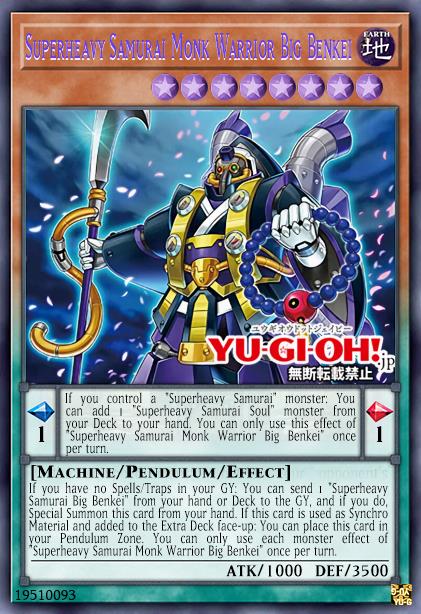 Superheavy Samurai Monk Warrior Big Benkei
EARTH
地
ユウギオウドットジェイピー
YU-GI-OH!.jp
無断転載禁止
If you control a "Superheavy Samurai" monster: You
can add 1 "Superheavy Samurai Soul" monster from
your Deck to your hand. You can only use this effect of
"Superheavy Samurai Monk Warrior Big Benkei" once
per turn.
1
1
[Machine/Pendulum/Effect]
If you have no Spells/Traps in your GY: You can send 1 "Superheavy
Samurai Big Benkei" from your hand or Deck to the GY, and if you do,
Special Summon this card from your hand. If this card is used as Synchro
Material and added to the Extra Deck face-up: You can place this card in
your Pendulum Zone. You can only use each monster effect of
"Superheavy Samurai Monk Warrior Big Benkei" once per turn.
ATK/1000 DEF/3500
19510093